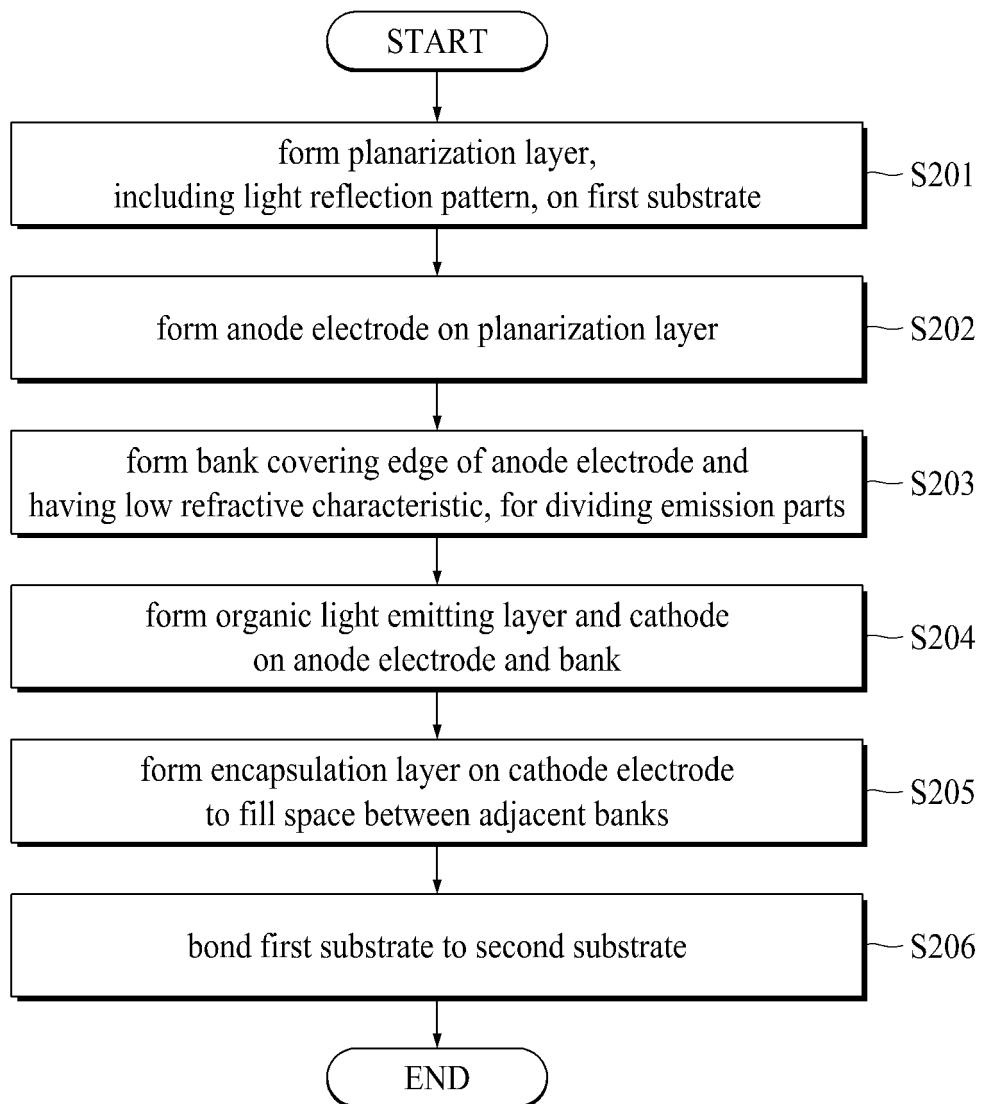 START
form planarization layer,
including light reflection pattern, on first substrate
S201
form anode electrode on planarization layer
S202
form bank covering edge of anode electrode and
having low refractive characteristic, for dividing emission parts
S203
form organic light emitting layer and cathode
on anode electrode and bank
S204
form encapsulation layer on cathode electrode
to fill space between adjacent banks
S205
bond first substrate to second substrate
S206
END